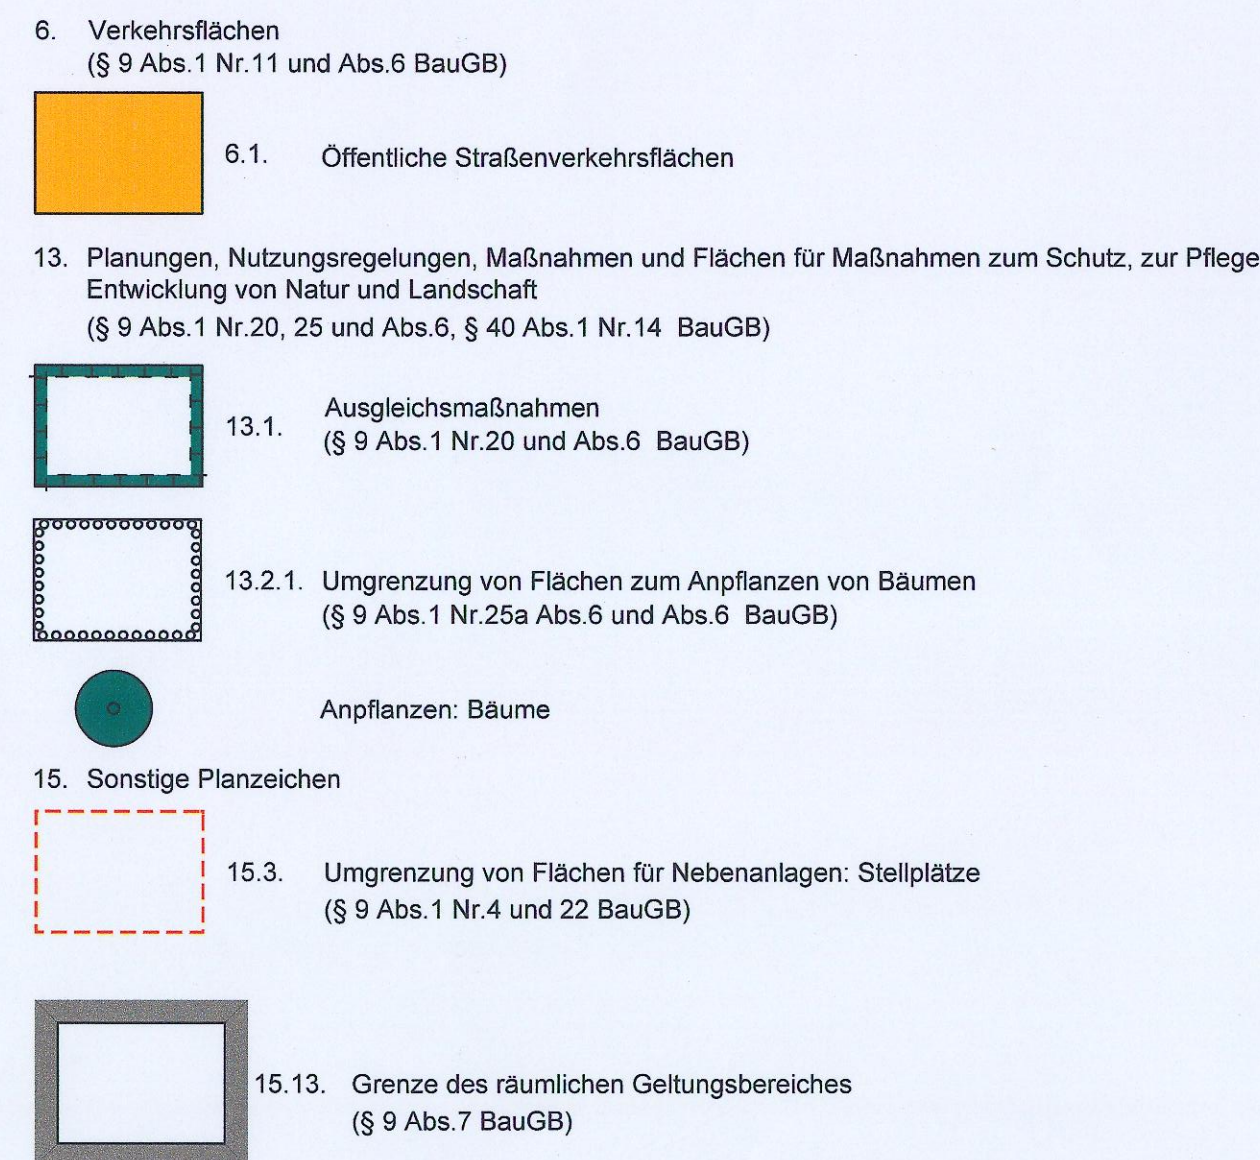 6. Verkehrsflächen
(§ 9 Abs.1 Nr.11 und Abs.6 BauGB)
6.1. Öffentliche Straßenverkehrsflächen
13. Planungen, Nutzungsregelungen, Maßnahmen und Flächen für Maßnahmen zum Schutz, zur Pflege
Entwicklung von Natur und Landschaft
(§ 9 Abs.1 Nr.20, 25 und Abs.6, § 40 Abs.1 Nr.14 BauGB)
13.1. Ausgleichsmaßnahmen
(§ 9 Abs.1 Nr.20 und Abs.6 BauGB)
13.2.1. Umgrenzung von Flächen zum Anpflanzen von Bäumen
(§ 9 Abs.1 Nr.25a Abs.6 und Abs.6 BauGB)
Anpflanzen: Bäume
15. Sonstige Planzeichen
15.3. Umgrenzung von Flächen für Nebenanlagen: Stellplätze
(§ 9 Abs.1 Nr.4 und 22 BauGB)
15.13. Grenze des räumlichen Geltungsbereiches
(§ 9 Abs.7 BauGB)